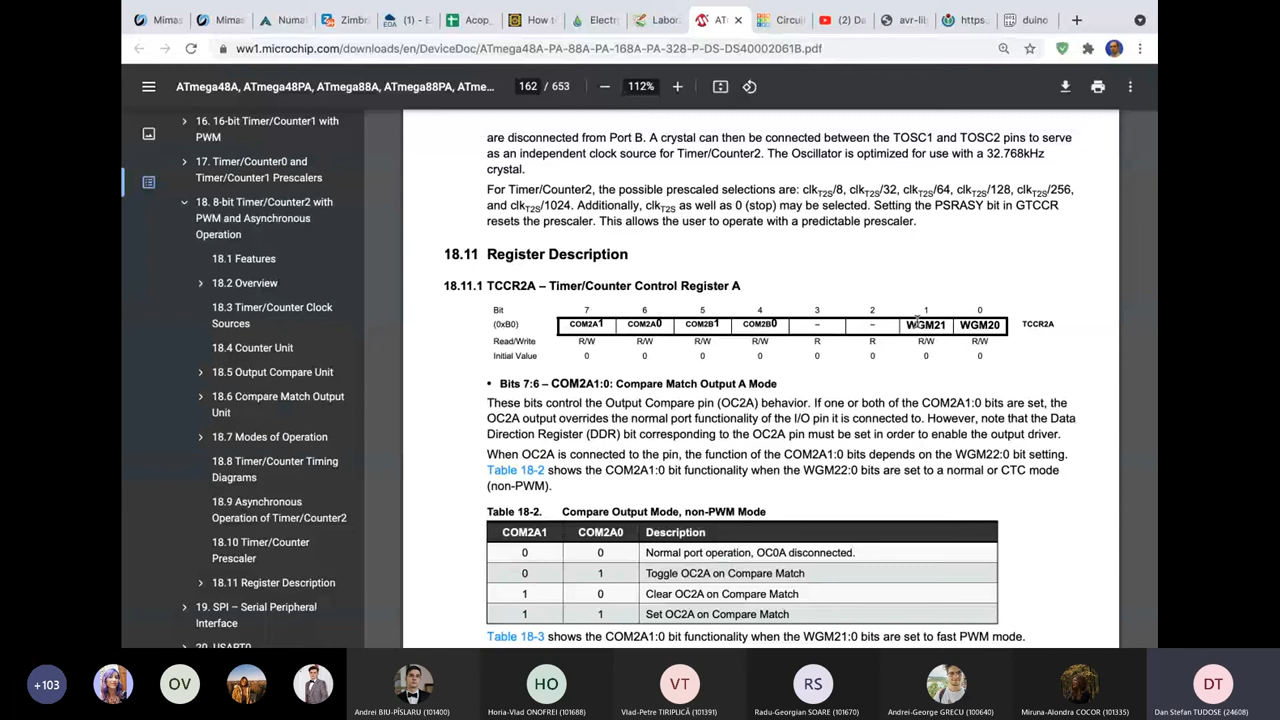 Mimas
Mimas
Numal
Zimbr
(1) - E
Acop
How to
Electr
Labor
AT
Circui
(2) Da
avr-lil
https:
duino
ww1.microchip.com/downloads/en/DeviceDoc/ATmega48A-PA-88A-PA-168A-PA-328-P-DS-DS40002061B.pdf
ATmega48A, ATmega48PA, ATmega88A, ATmega88PA, ATme...
162 / 653
112%
16. 16-bit Timer/Counter1 with
PWM
17. Timer/Counter0 and
Timer/Counter1 Prescalers
18. 8-bit Timer/Counter2 with
PWM and Asynchronous
Operation
18.1 Features
18.2 Overview
18.3 Timer/Counter Clock
Sources
18.4 Counter Unit
18.5 Output Compare Unit
18.6 Compare Match Output
Unit
18.7 Modes of Operation
18.8 Timer/Counter Timing
Diagrams
18.9 Asynchronous
Operation of Timer/Counter2
18.10 Timer/Counter
Prescaler
18.11 Register Description
19. SPI – Serial Peripheral
Interface
20. USART0
are disconnected from Port B. A crystal can then be connected between the TOSC1 and TOSC2 pins to serve
as an independent clock source for Timer/Counter2. The Oscillator is optimized for use with a 32.768kHz
crystal.
For Timer/Counter2, the possible prescaled selections are: clkT2S/8, clkT2S/32, clkT2S/64, clkT2S/128, clkT2S/256,
and clkT2S/1024. Additionally, clkT2S as well as 0 (stop) may be selected. Setting the PSRASY bit in GTCCR
resets the prescaler. This allows the user to operate with a predictable prescaler.
18.11 Register Description
18.11.1 TCCR2A – Timer/Counter Control Register A
Bit 7 6 5 4 3 2 1 0
(0xB0) COM2A1 COM2A0 COM2B1 COM2B0 – – WGM21 WGM20 TCCR2A
Read/Write R/W R/W R/W R/W R R R/W R/W
Initial Value 0 0 0 0 0 0 0 0
• Bits 7:6 – COM2A1:0: Compare Match Output A Mode
These bits control the Output Compare pin (OC2A) behavior. If one or both of the COM2A1:0 bits are set, the
OC2A output overrides the normal port functionality of the I/O pin it is connected to. However, note that the Data
Direction Register (DDR) bit corresponding to the OC2A pin must be set in order to enable the output driver.
When OC2A is connected to the pin, the function of the COM2A1:0 bits depends on the WGM22:0 bit setting.
Table 18-2 shows the COM2A1:0 bit functionality when the WGM22:0 bits are set to a normal or CTC mode
(non-PWM).
Table 18-2. Compare Output Mode, non-PWM Mode
COM2A1 COM2A0 Description
0 0 Normal port operation, OC0A disconnected.
0 1 Toggle OC2A on Compare Match
1 0 Clear OC2A on Compare Match
1 1 Set OC2A on Compare Match
Table 18-3 shows the COM2A1:0 bit functionality when the WGM21:0 bits are set to fast PWM mode.
+103
OV
HO
VT
RS
DT
Andrei BIU-PÎSLARU (101400)
Horia-Vlad ONOFREI (101688)
Vlad-Petre TIRIPLICĂ (101391)
Radu-Georgian SOARE (101670)
Andrei-George GRECU (100640)
Miruna-Alondra COCOR (101335)
Dan Stefan TUDOSE (24608)